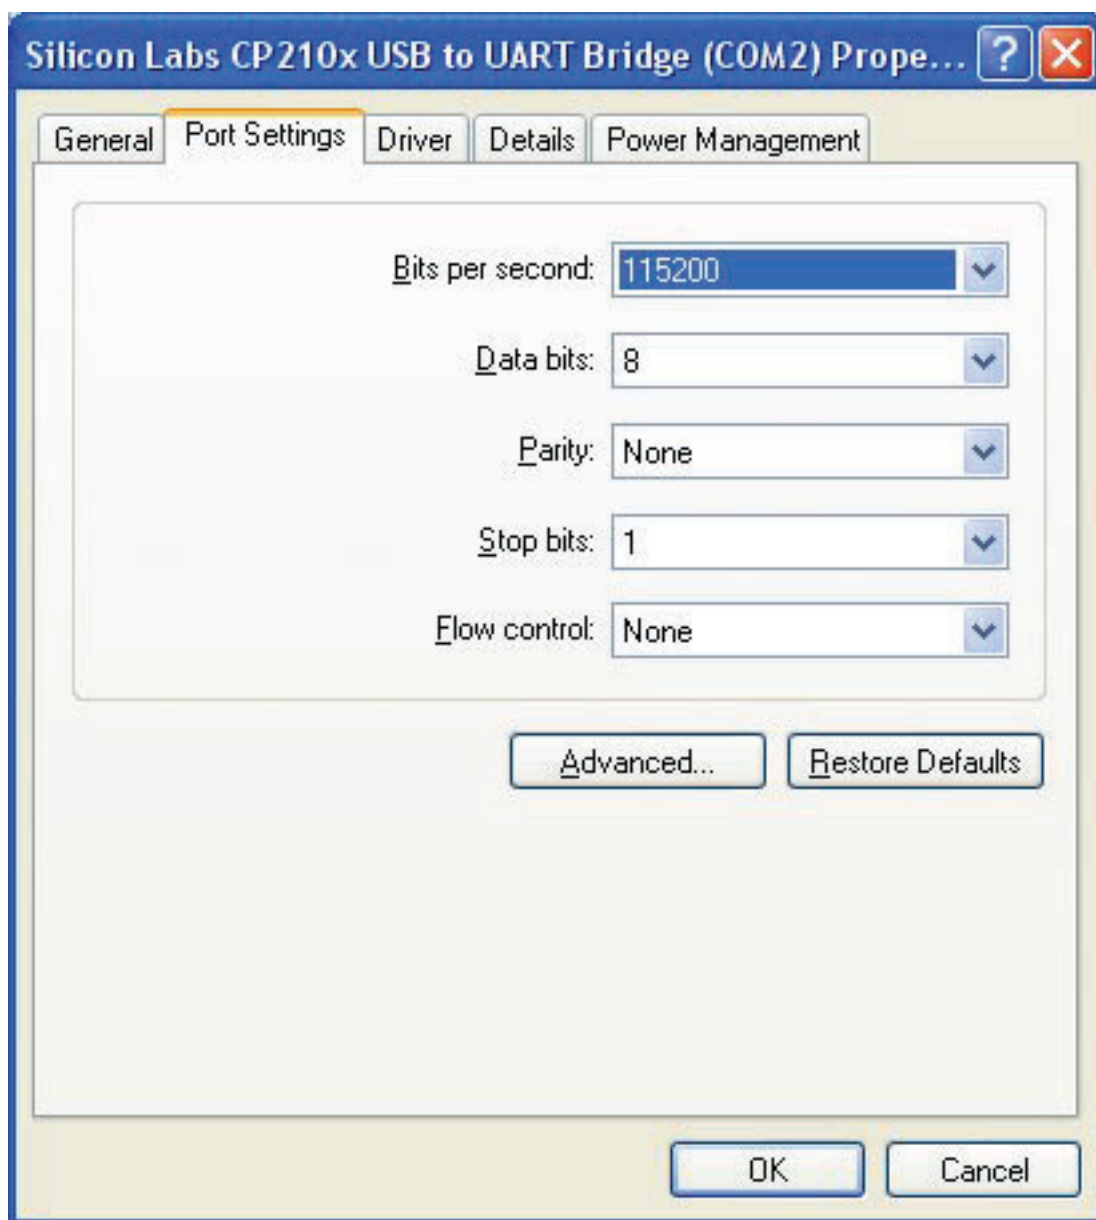 Silicon Labs CP210x USB to UART Bridge (COM2) Prope... ?
General Port Settings Driver Details Power Management
Bits per second: 115200
Data bits: 8
Parity: None
Stop bits: 1
Flow control: None
Advanced... Restore Defaults
OK Cancel